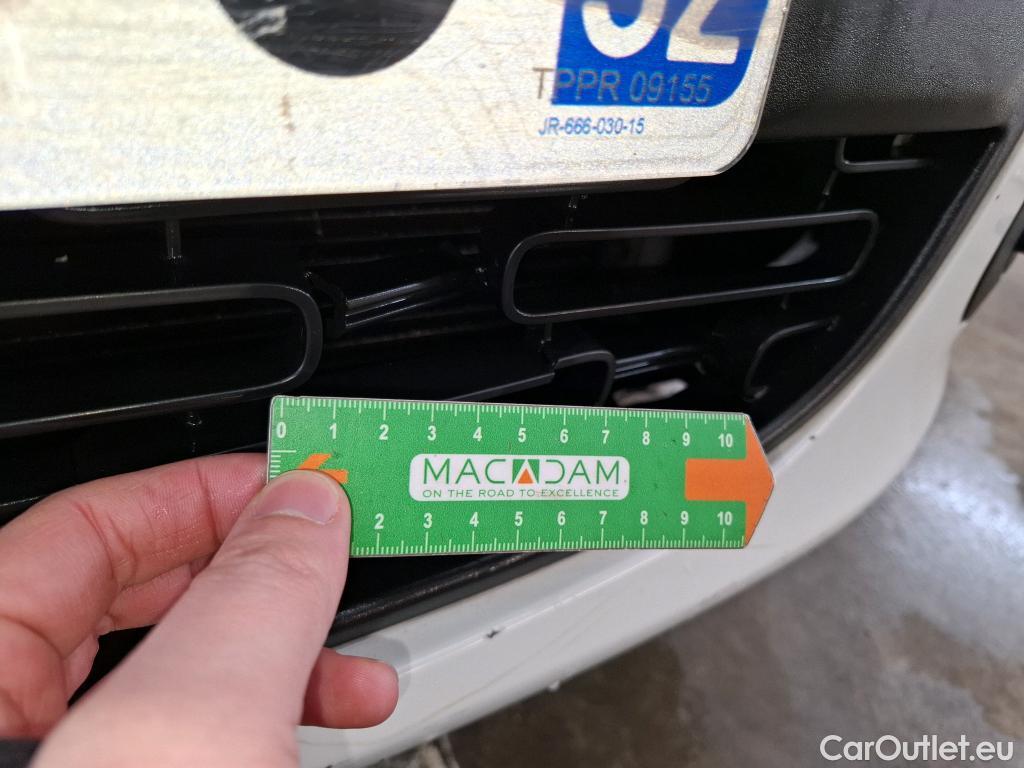 92
TPPR 09155
JR-666-030-15
0 1 2 3 4 5 6 7 8 9 10
MACADAM
ON THE ROAD TO EXCELLENCE
2 3 4 5 6 7 8 9 10
CarOutlet.eu